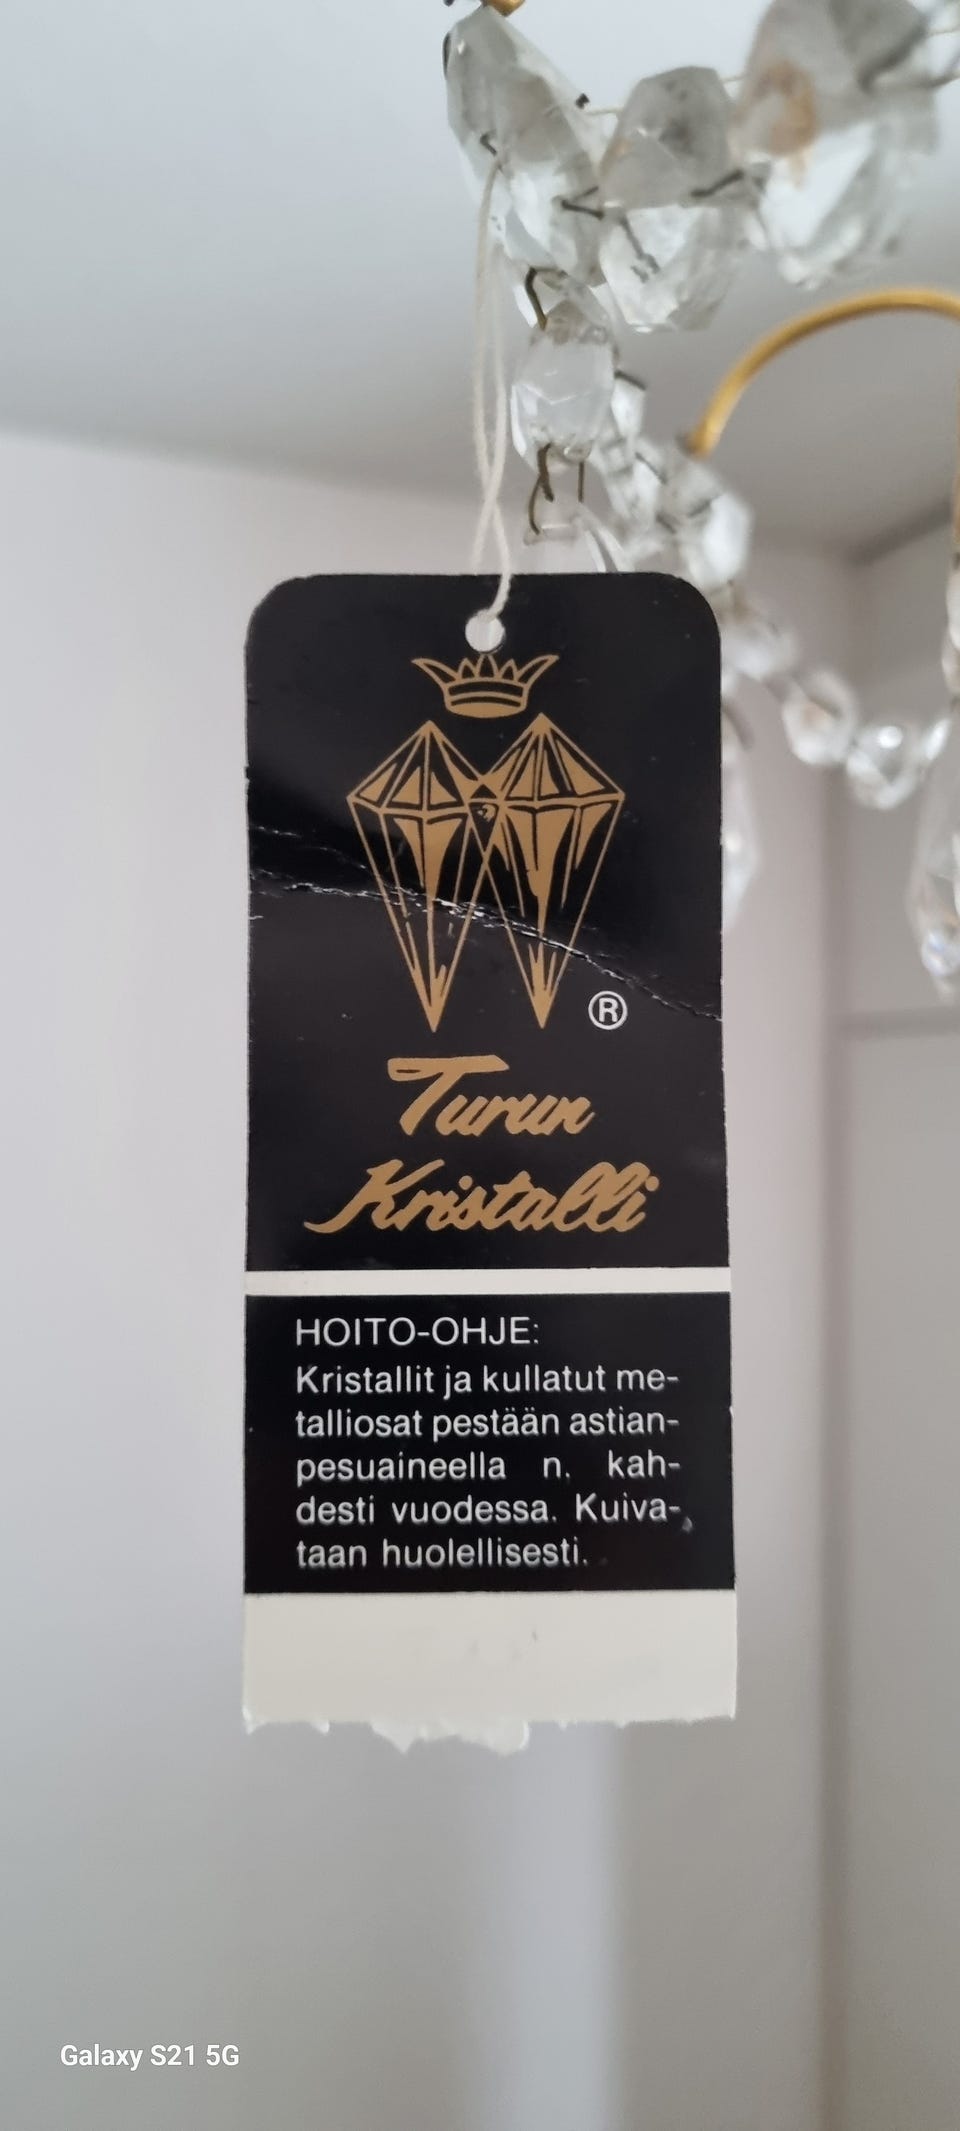 ®
Turun
Kristalli
HOITO-OHJE:
Kristallit ja kullatut me-
talliosat pestään astian-
pesuaineella n. kah-
desti vuodessa. Kuiva-
taan huolellisesti.
Galaxy S21 5G